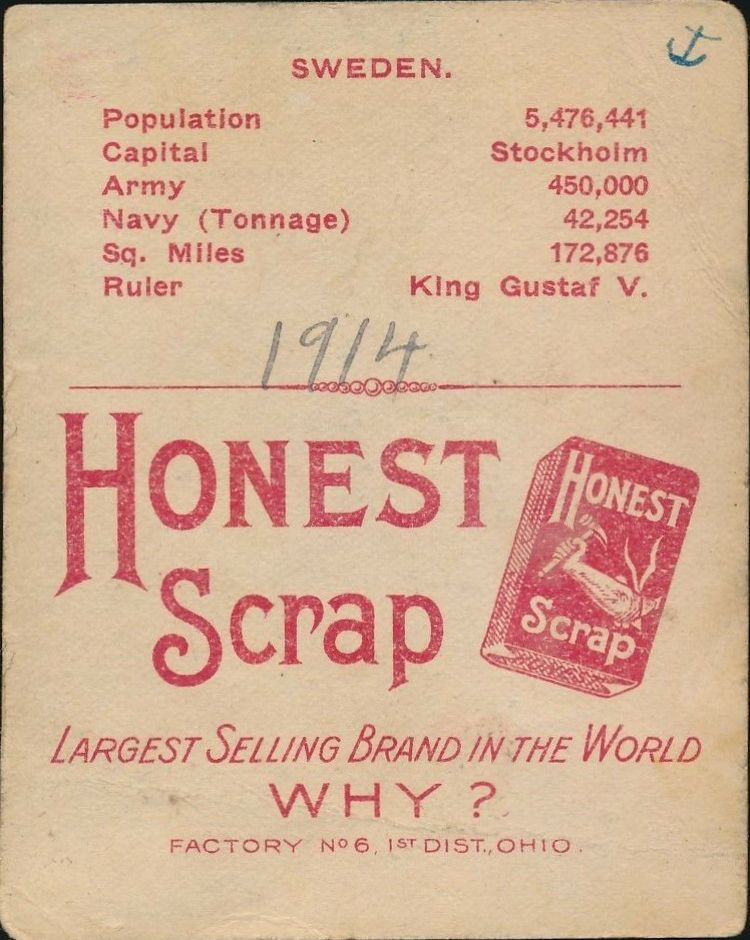 SWEDEN.
Population 5,476,441
Capital Stockholm
Army 450,000
Navy (Tonnage) 42,254
Sq. Miles 172,876
Ruler King Gustaf V.
1914
HONEST
Scrap
HONEST
Scrap
LARGEST SELLING BRAND IN THE WORLD
WHY?
FACTORY Nº 6, 1ST DIST., OHIO.